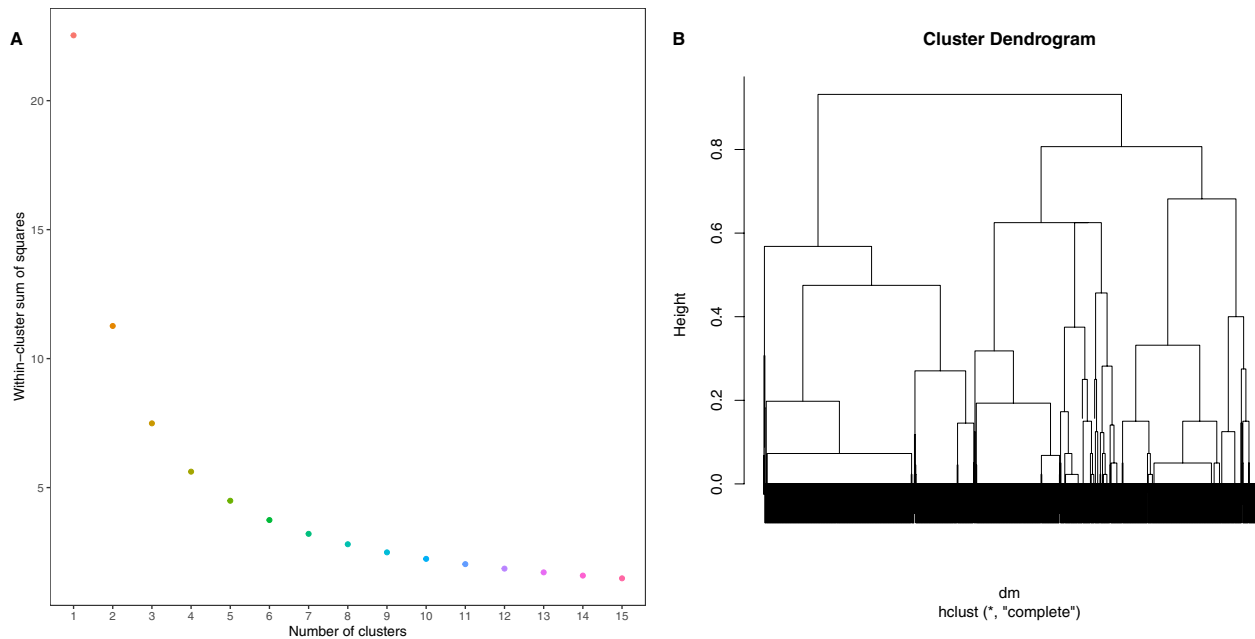 A
Within−cluster sum of squares
20
15
10
5
1 2 3 4 5 6 7 8 9 10 11 12 13 14 15
Number of clusters
B
Cluster Dendrogram
Height
0.8
0.6
0.4
0.2
0.0
dm
hclust (*, "complete")